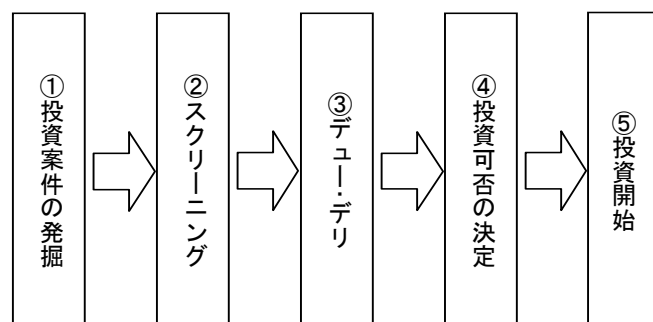 ①投資案件の発掘
②スクリーニング
③デュー・デリ
④投資可否の決定
⑤投資開始